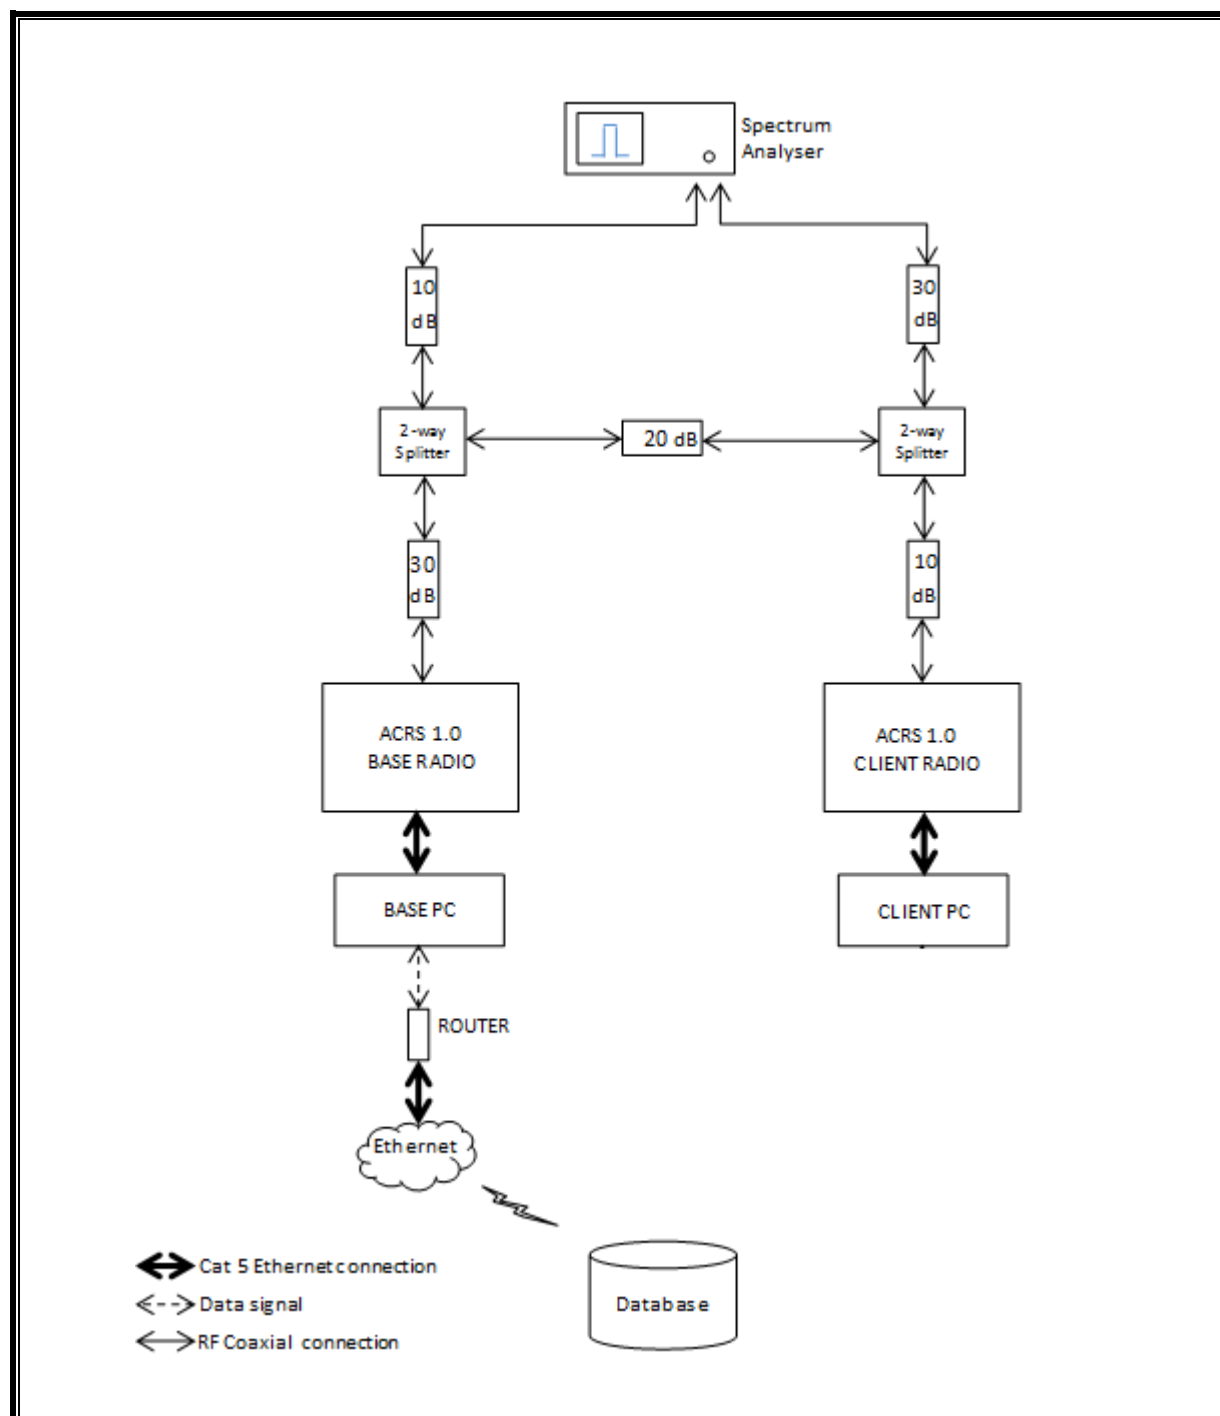 Spectrum
Analyser
10
dB
30
dB
2-way
Splitter
20 dB
2-way
Splitter
30
dB
10
dB
ACRS 1.0
BASE RADIO
ACRS 1.0
CLIENT RADIO
BASE PC
CLIENT PC
ROUTER
Ethernet
Cat 5 Ethernet connection
Data signal
RF Coaxial connection
Database